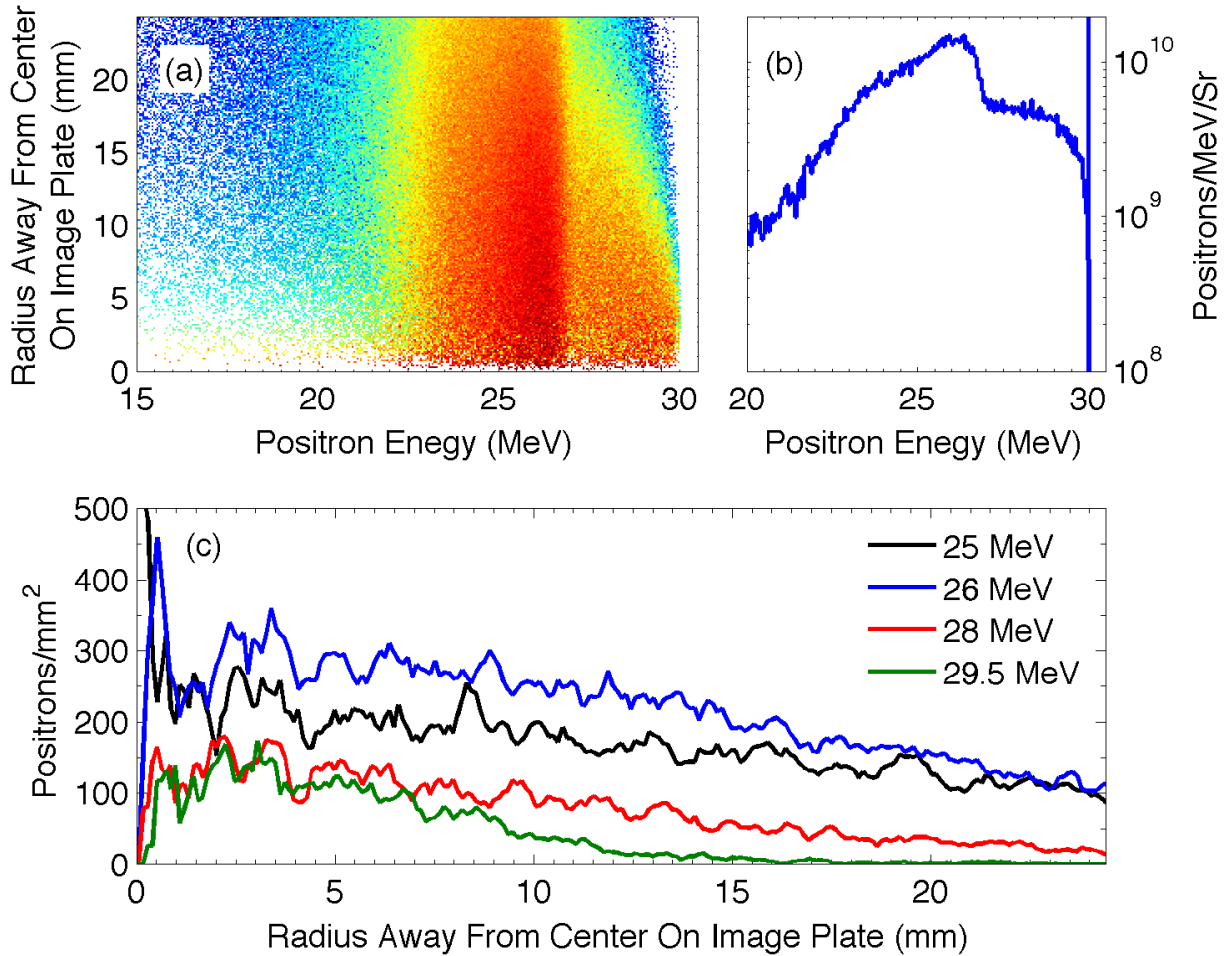 Radius Away From Center
On Image Plate (mm)
20
15
10
5
0
(a)
15
20
25
30
Positron Enegy (MeV)
(b)
10^10
10^9
10^8
Positrons/MeV/Sr
20
25
30
Positron Enegy (MeV)
Positrons/mm^2
500
400
300
200
100
0
(c)
25 MeV
26 MeV
28 MeV
29.5 MeV
0
5
10
15
20
Radius Away From Center On Image Plate (mm)